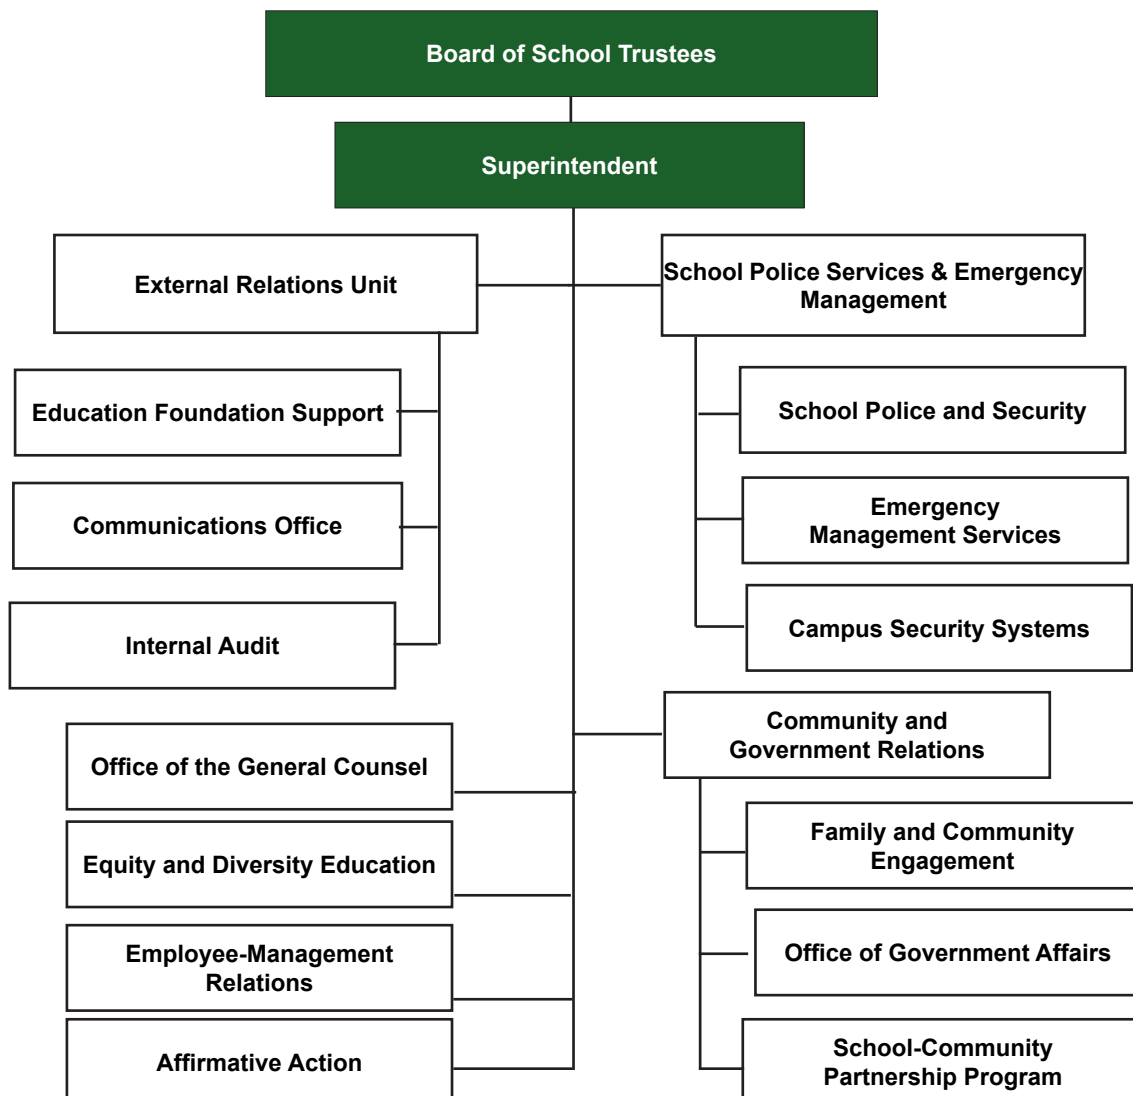 Board of School Trustees
Superintendent
External Relations Unit
School Police Services & Emergency
Management
Education Foundation Support
School Police and Security
Communications Office
Emergency
Management Services
Internal Audit
Campus Security Systems
Community and
Government Relations
Office of the General Counsel
Family and Community
Engagement
Equity and Diversity Education
Employee-Management
Relations
Office of Government Affairs
Affirmative Action
School-Community
Partnership Program